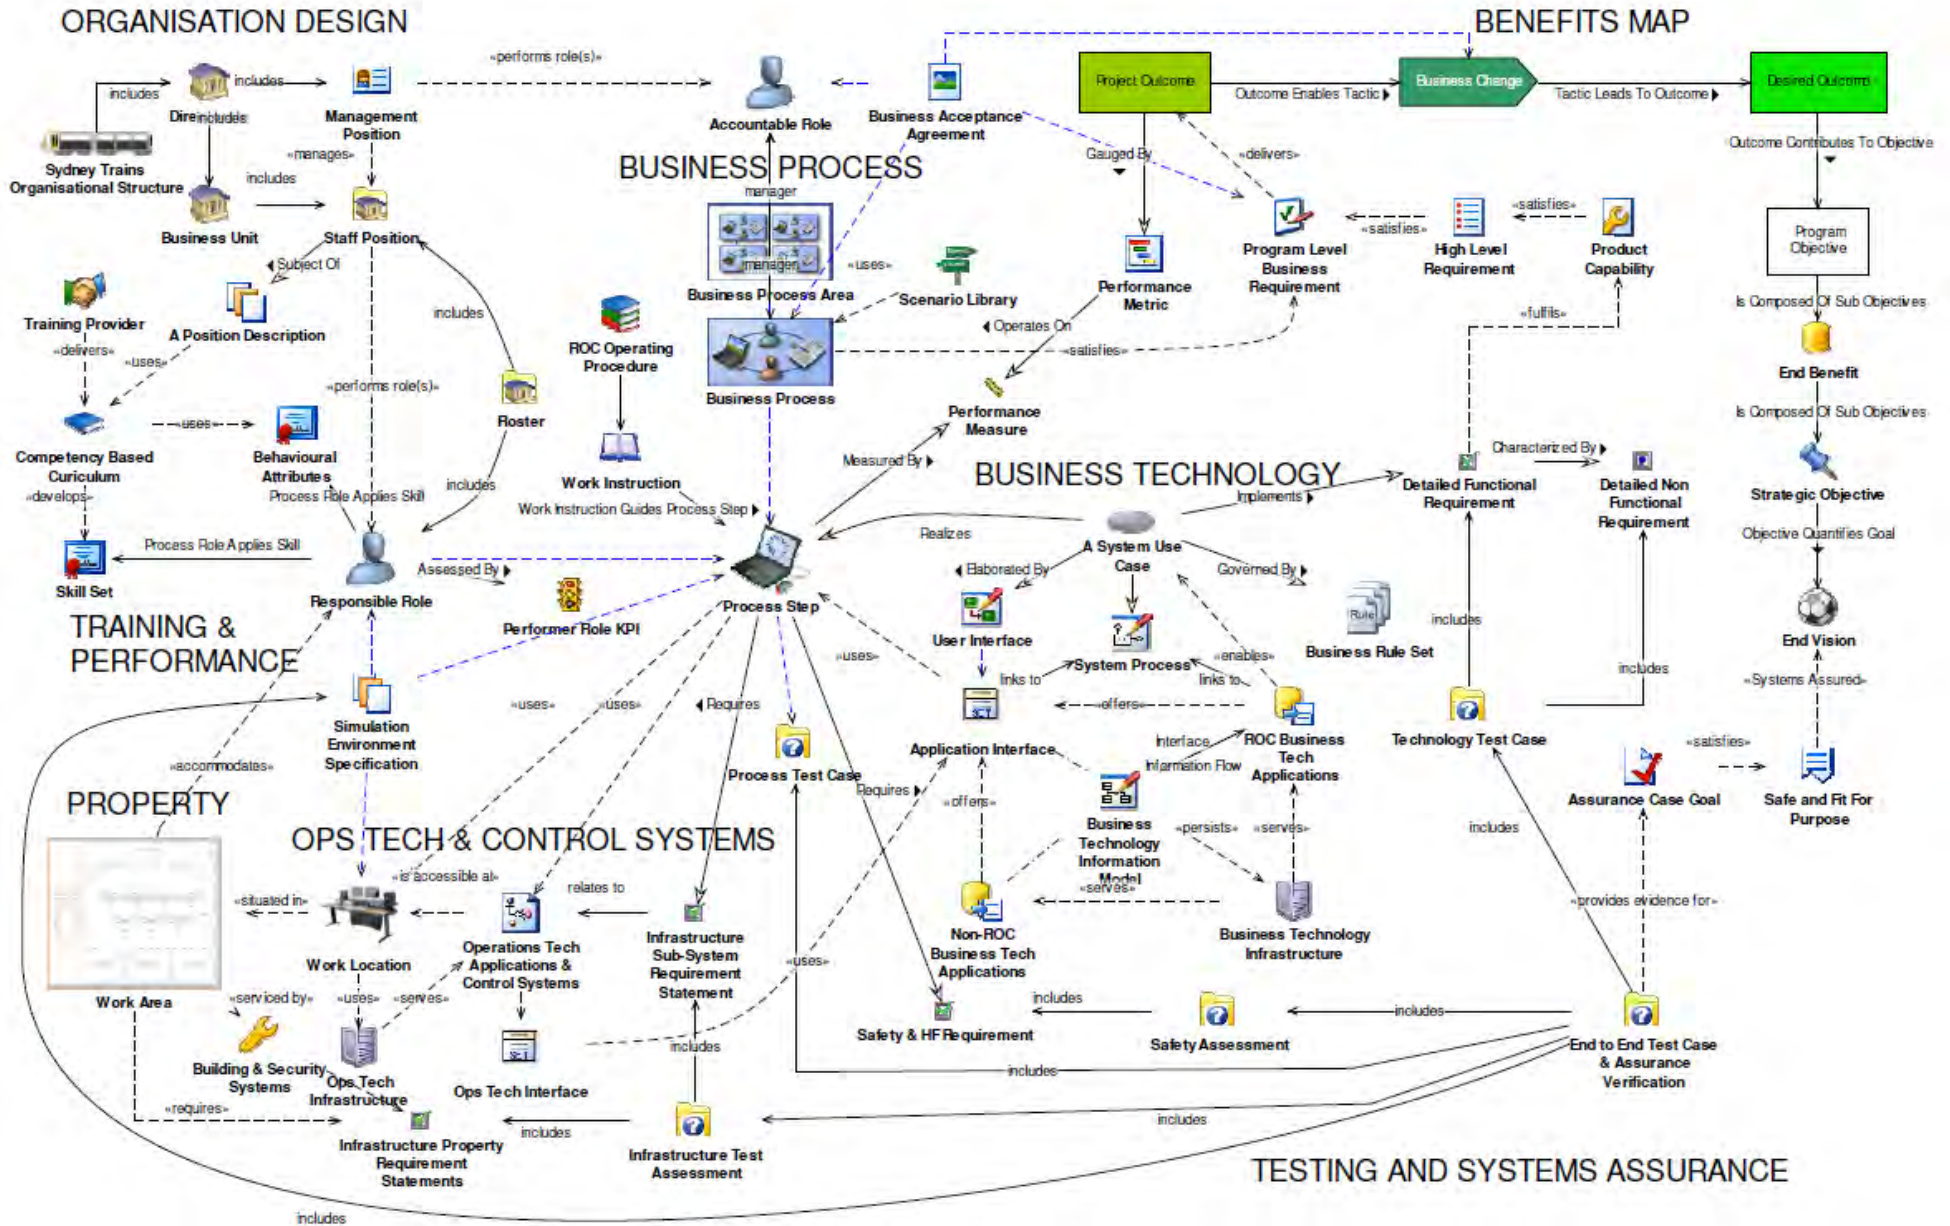 ORGANISATION DESIGN
BENEFITS MAP
«performs role(s)»
includes
includes
includes
Management
Position
Accountable Role
Business Acceptance
Agreement
Project Outcome
Outcome Enables Tactic
Business Change
Tactic Leads To Outcome
Desired Outcome
Sydney Trains
Organisational Structure
«manages»
includes
BUSINESS PROCESS
manager
Gauged By
«delivers»
Outcome Contributes To Objective
Business Unit
Staff Position
Subject Of
manager
«uses»
Business Process Area
Scenario Library
Performance
Metric
Program Level
Business
Requirement
«satisfies»
High Level
Requirement
«satisfies»
Product
Capability
Program
Objective
Training Provider
A Position Description
«delivers»
«uses»
includes
ROC Operating
Procedure
Operates On
«satisfies»
«fulfils»
Is Composed Of Sub Objectives
End Benefit
«performs role(s)»
Roster
Business Process
Performance
Measure
Is Composed Of Sub Objectives
«uses»
Competency Based
Curiculum
Behavioural
Attributes
«develops»
Process Role Applies Skill
includes
Work Instruction
Work Instruction Guides Process Step
Measured By
BUSINESS TECHNOLOGY
Implements
Characterized By
Detailed Functional
Requirement
Detailed Non
Functional
Requirement
Strategic Objective
Objective Quantifies Goal
Process Role Applies Skill
Skill Set
Responsible Role
Assessed By
Performer Role KPI
Process Step
Realizes
A System Use
Case
Elaborated By
Governed By
Rule
Business Rule Set
User Interface
System Process
includes
includes
End Vision
TRAINING &
PERFORMANCE
«uses»
links to
links to
«enables»
«Systems Assured»
Simulation
Environment
Specification
«uses»
«uses»
Requires
Process Test Case
Application Interface
«offers»
Interface
Information Flow
ROC Business
Tech
Applications
Technology Test Case
«satisfies»
Assurance Case Goal
Safe and Fit For
Purpose
«accommodates»
PROPERTY
OPS TECH & CONTROL SYSTEMS
Requires
«offers»
Business
Technology
Information
Model
«persists»
«serves»
includes
«situated in»
«is accessible at»
relates to
«serves»
«provides evidence for»
Work Area
Work Location
Operations Tech
Applications &
Control Systems
Infrastructure
Sub-System
Requirement
Statement
«uses»
Non-ROC
Business Tech
Applications
Business Technology
Infrastructure
«serviced by»
«uses»
«serves»
Building & Security
Systems
Ops Tech
Infrastructure
Ops Tech Interface
includes
Safety & HF Requirement
includes
Safety Assessment
includes
End to End Test Case
& Assurance
Verification
includes
«requires»
Infrastructure Property
Requirement
Statements
includes
Infrastructure Test
Assessment
includes
TESTING AND SYSTEMS ASSURANCE
includes